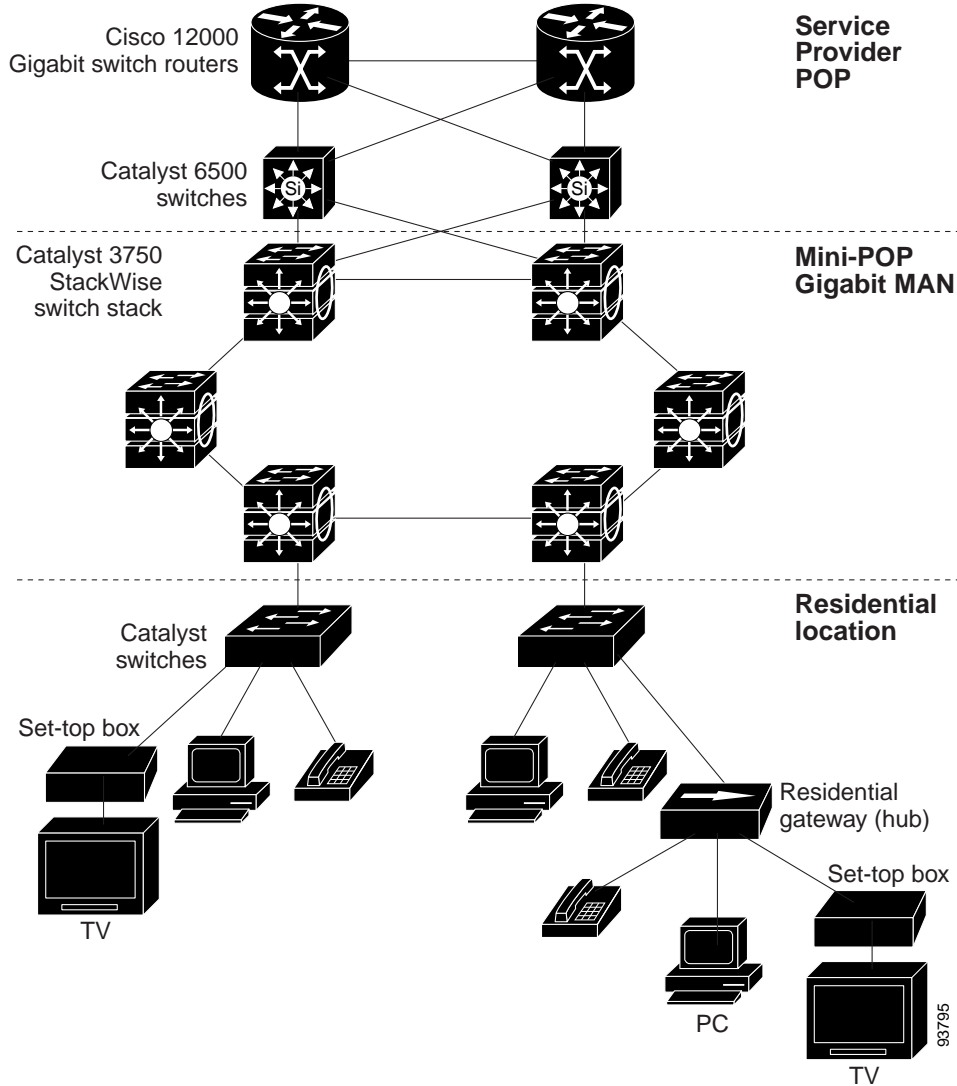 Cisco 12000
Gigabit switch routers
Service
Provider
POP
Catalyst 6500
switches
Si
Si
Catalyst 3750
StackWise
switch stack
Mini-POP
Gigabit MAN
Residential
location
Catalyst
switches
Set-top box
TV
Residential
gateway (hub)
Set-top box
PC
TV
93795